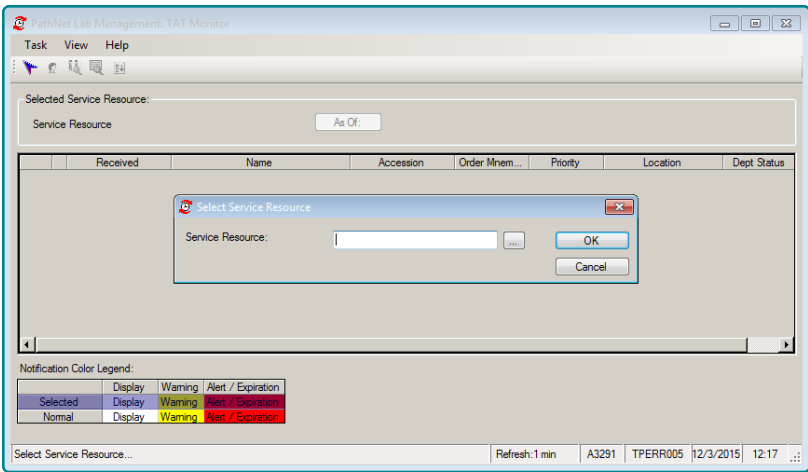 PathNet Lab Management: TAT Monitor
Task View Help
Selected Service Resource:
Service Resource As Of:
Received Name Accession Order Mnem... Priority Location Dept Status
Select Service Resource
Service Resource: ... OK
Cancel
Notification Color Legend:
Display Warning Alert / Expiration
Selected Display Warning Alert / Expiration
Normal Display Warning Alert / Expiration
Select Service Resource... Refresh:1 min A3291 TPERR005 12/3/2015 12:17